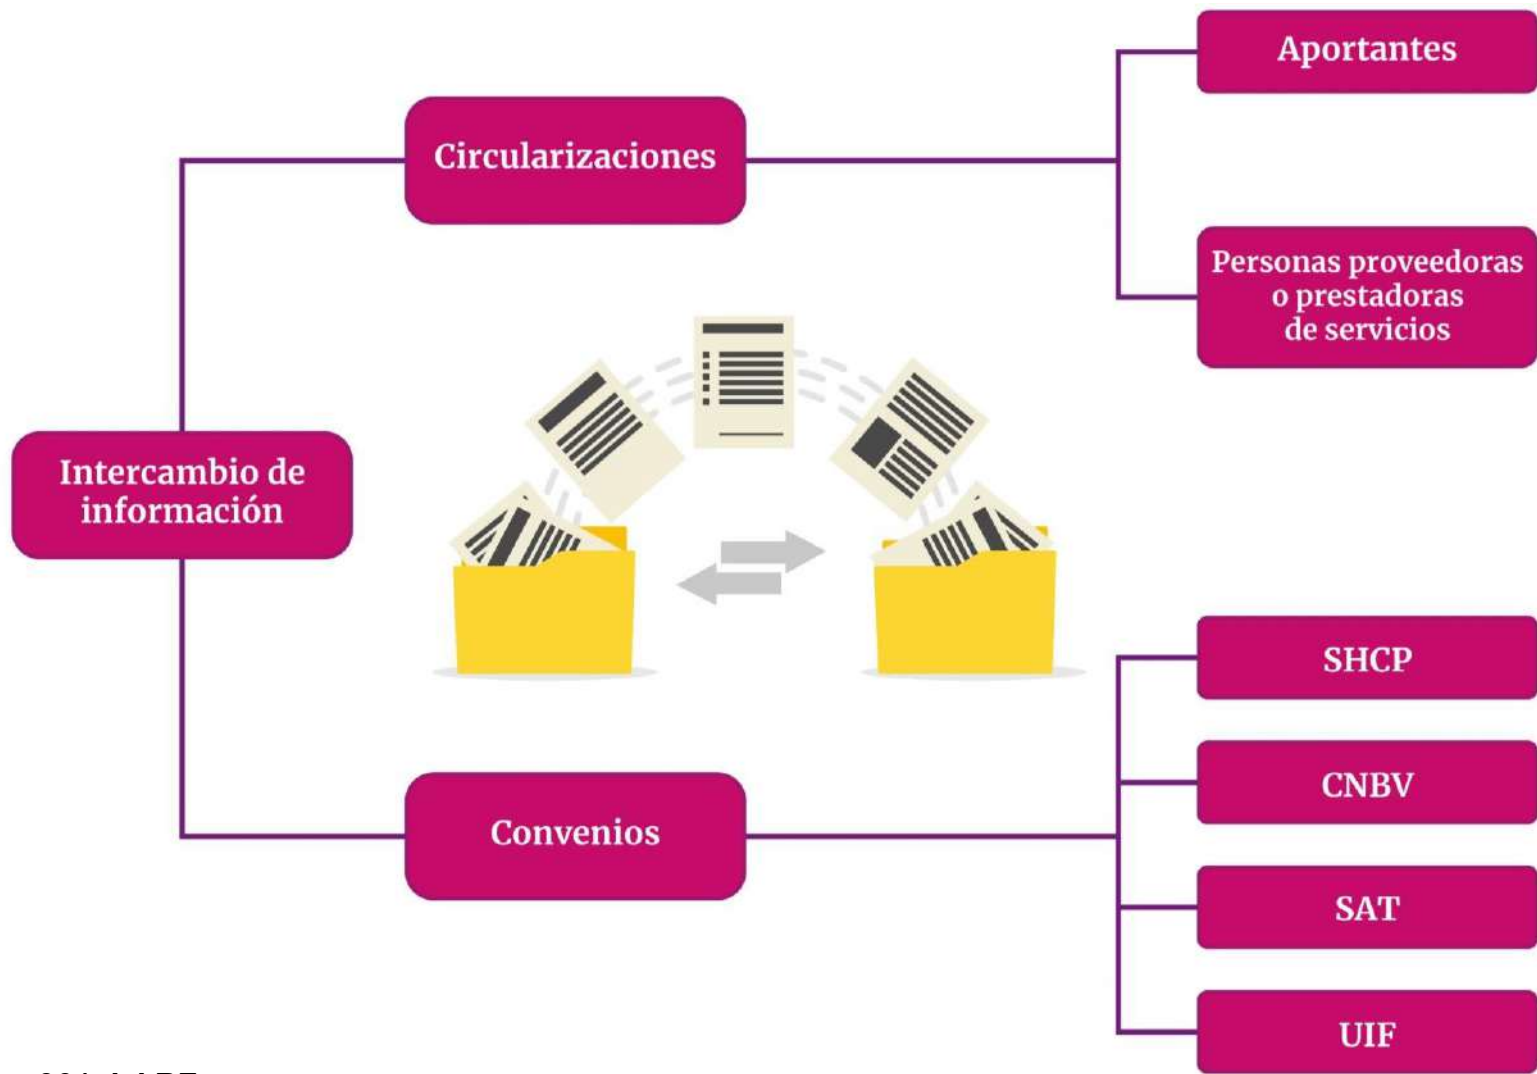 Aportantes
Circularizaciones
Personas proveedoras
o prestadoras
de servicios
Intercambio de
información
SHCP
Convenios
CNBV
SAT
UIF